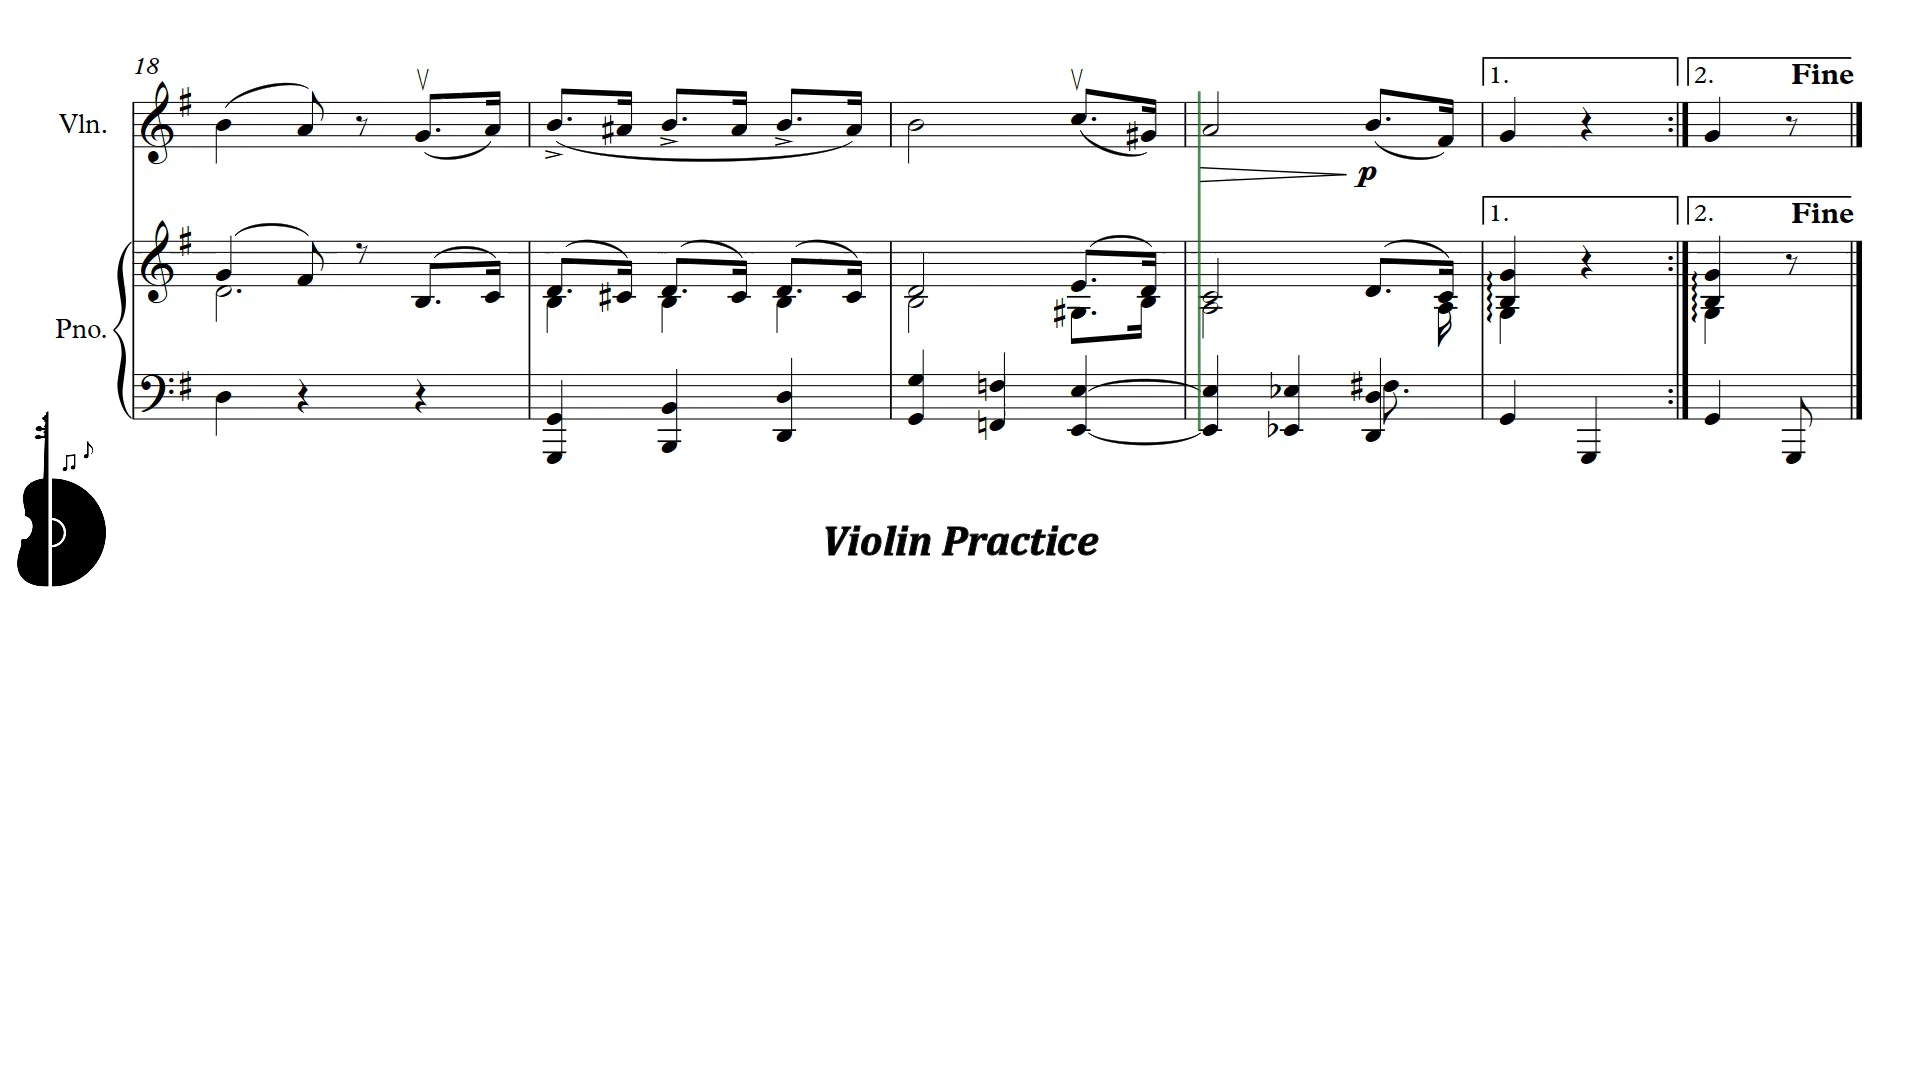 18
Vln.
1.
2.
Fine
p
1.
2.
Fine
Pno.
Violin Practice